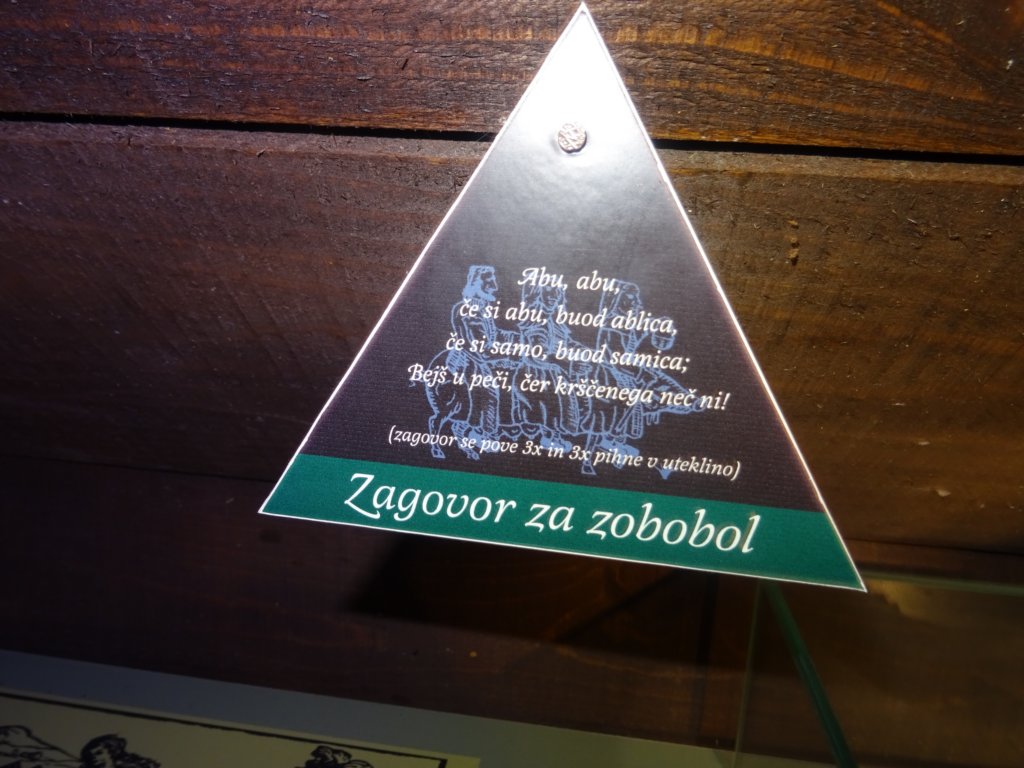 Abu, abu,
če si abu, buod ablica,
če si samo, buod samica;
Bejš u peči, čer krščenega neč ni!
(zagovor se pove 3x in 3x pihne v uteklino)
Zagovor za zobobol